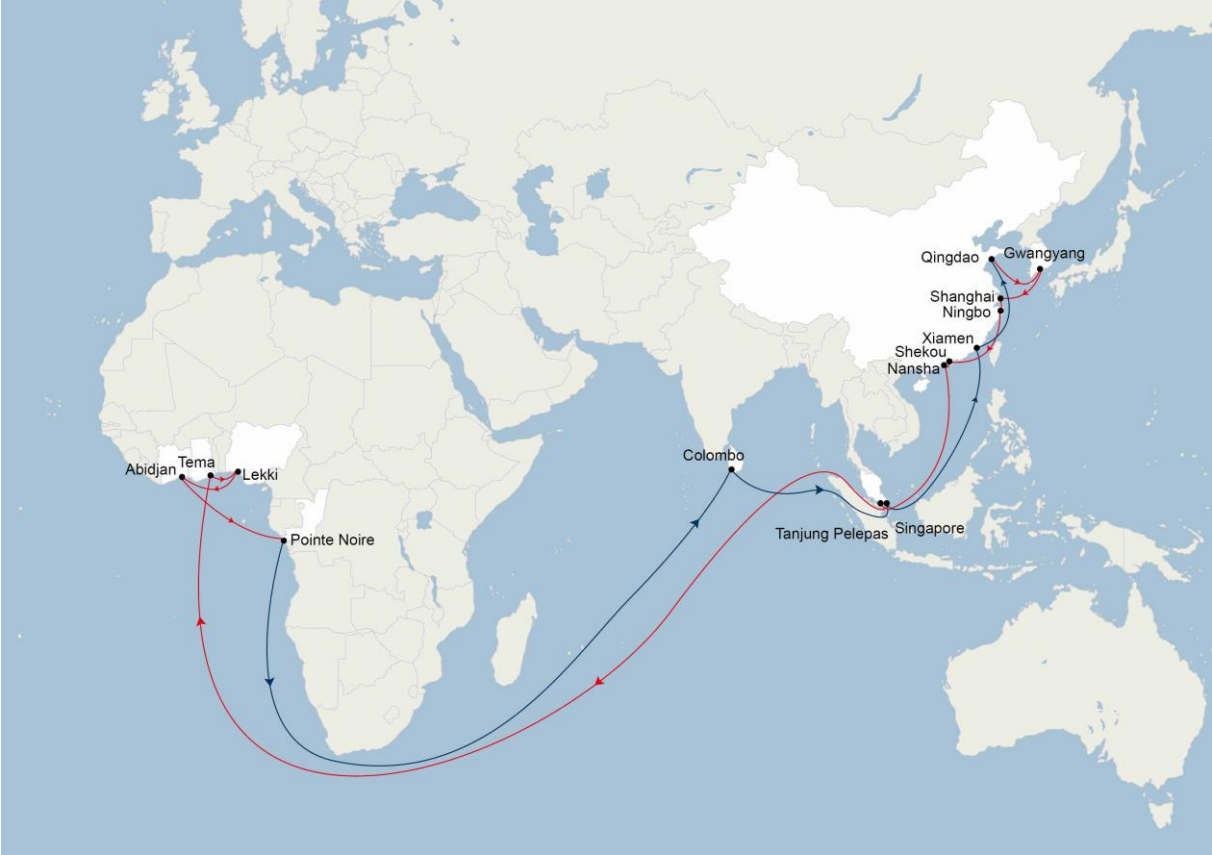 Qingdao
Gwangyang
Shanghai
Ningbo
Xiamen
Shekou
Nansha
Colombo
Abidjan
Tema
Lekki
Tanjung Pelepas
Singapore
Pointe Noire